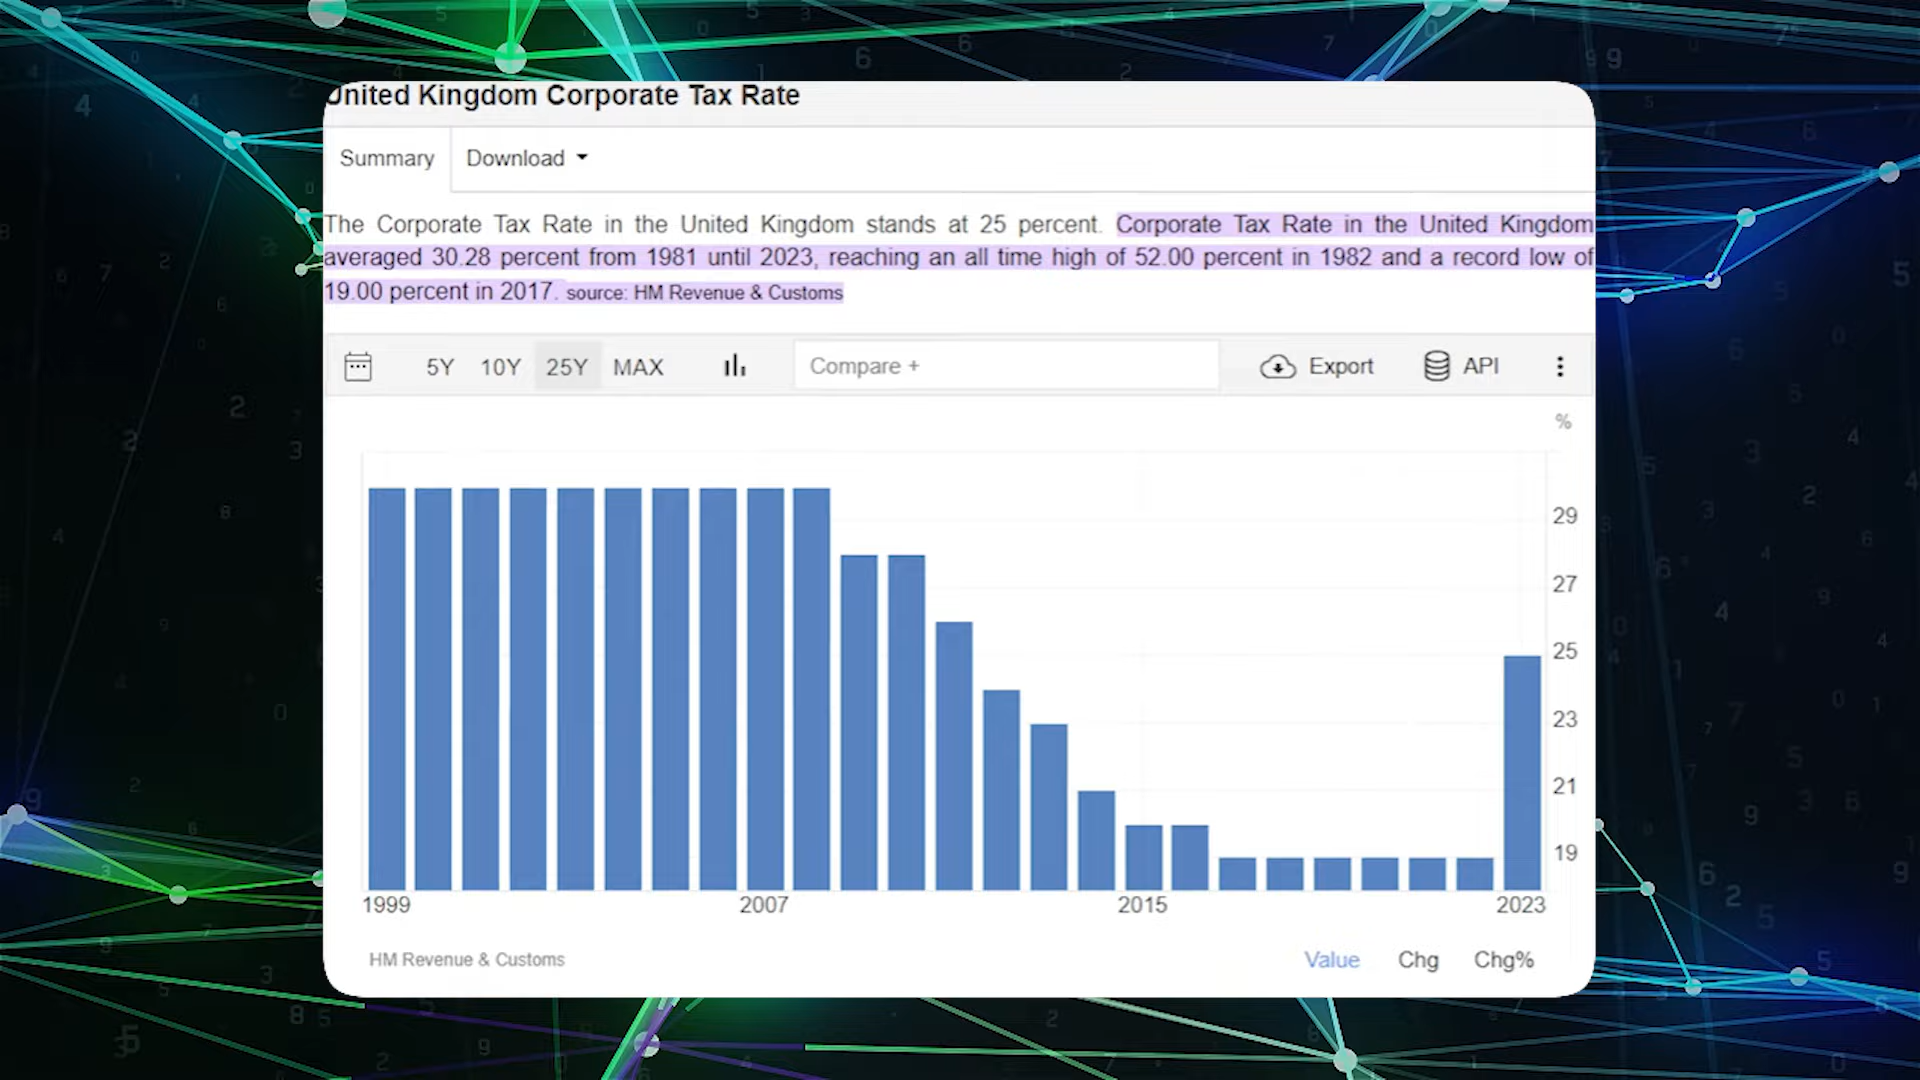 United Kingdom Corporate Tax Rate
Summary
Download
The Corporate Tax Rate in the United Kingdom stands at 25 percent. Corporate Tax Rate in the United Kingdom
averaged 30.28 percent from 1981 until 2023, reaching an all time high of 52.00 percent in 1982 and a record low of
19.00 percent in 2017. source: HM Revenue & Customs
5Y 10Y 25Y MAX Compare + Export API
%
29
27
25
23
21
19
1999 2007 2015 2023
HM Revenue & Customs
Value Chg Chg%